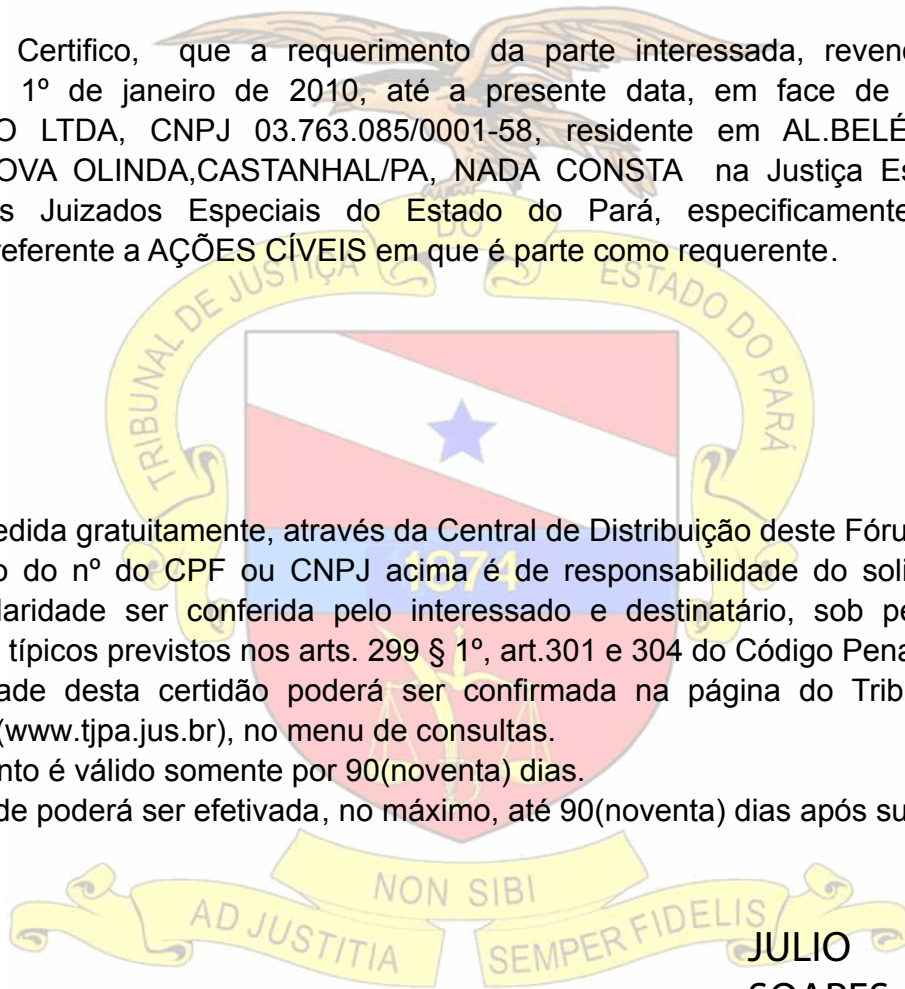 Certifico, que a requerimento da parte interessada, reven
1º de janeiro de 2010, até a presente data, em face de
O LTDA, CNPJ 03.763.085/0001-58, residente em AL.BELÉ
OVA OLINDA,CASTANHAL/PA, NADA CONSTA na Justiça Es
s Juizados Especiais do Estado do Pará, especificamente
referente a AÇÕES CÍVEIS em que é parte como requerente.
TRIBUNAL DE JUSTIÇA DO ESTADO DO PARÁ
edida gratuitamente, através da Central de Distribuição deste Fóru
o do nº do CPF ou CNPJ acima é de responsabilidade do soli
1874
laridade ser conferida pelo interessado e destinatário, sob pe
típicos previstos nos arts. 299 § 1º, art.301 e 304 do Código Pena
ade desta certidão poderá ser confirmada na página do Trib
(www.tjpa.jus.br), no menu de consultas.
nto é válido somente por 90(noventa) dias.
de poderá ser efetivada, no máximo, até 90(noventa) dias após su
NON SIBI
AD JUSTITIA SEMPER FIDELIS
JULIO
SOARES